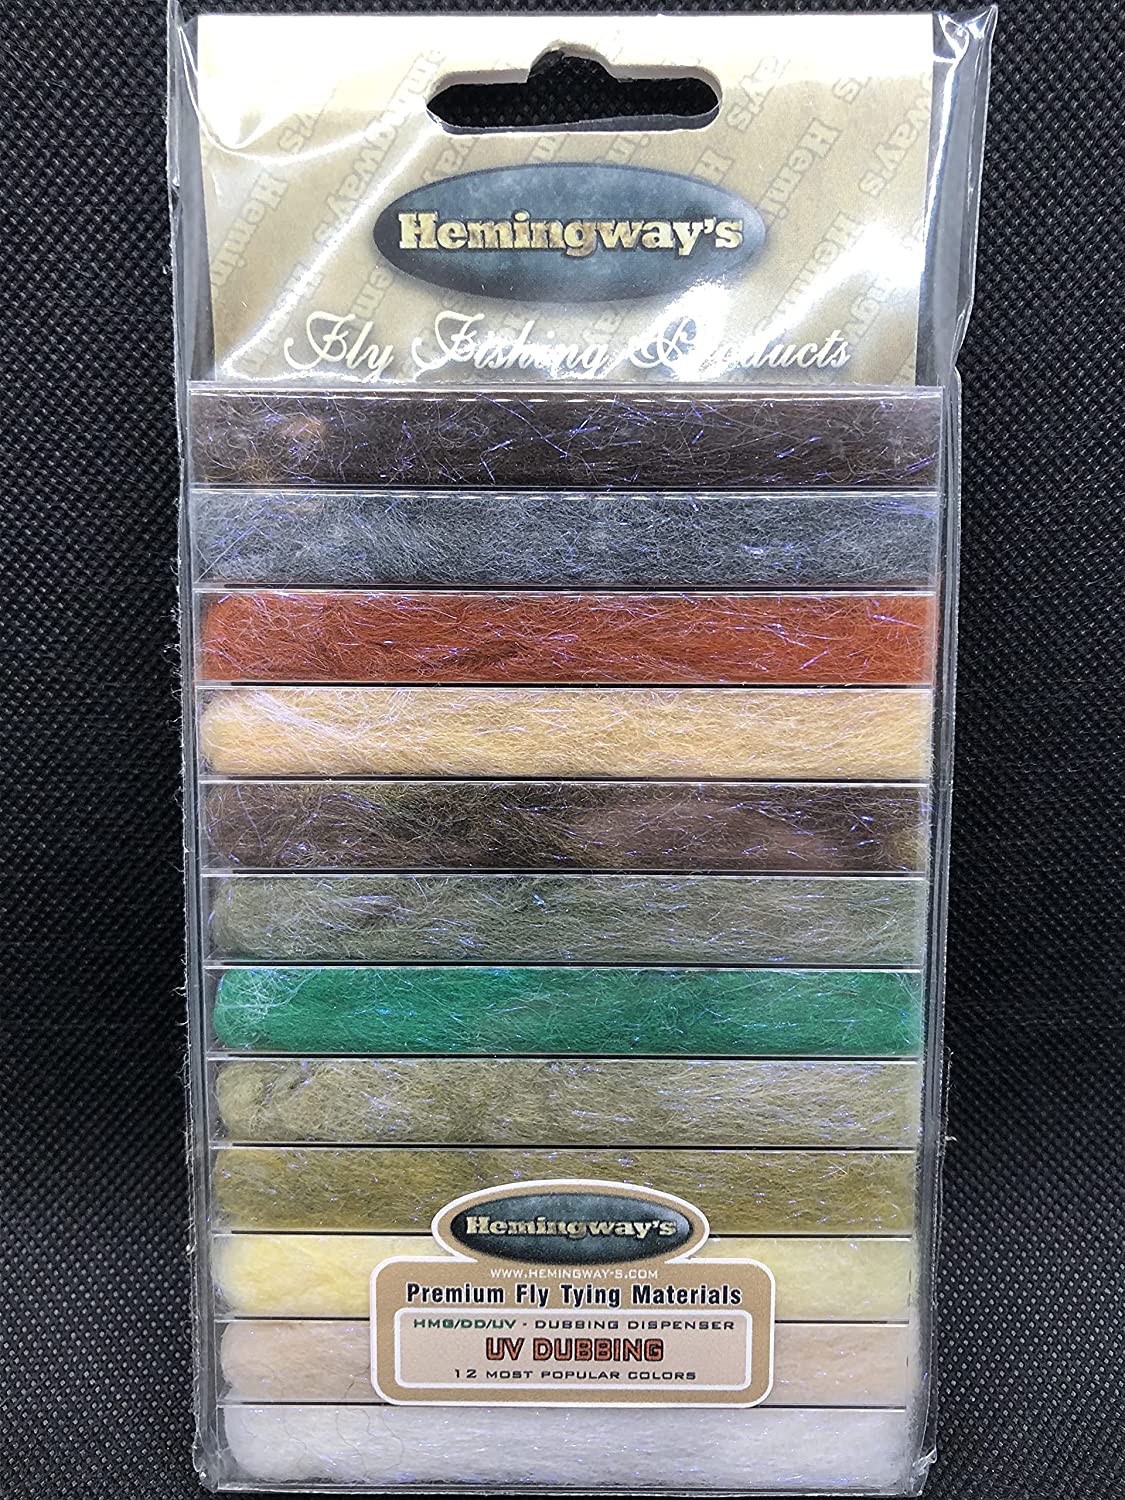 Hemingway's
Fly Fishing Products
Hemingway's
WWW.HEMINGWAY-S.COM
Premium Fly Tying Materials
HMG/DD/UV - DUBBING DISPENSER
UV DUBBING
12 MOST POPULAR COLORS